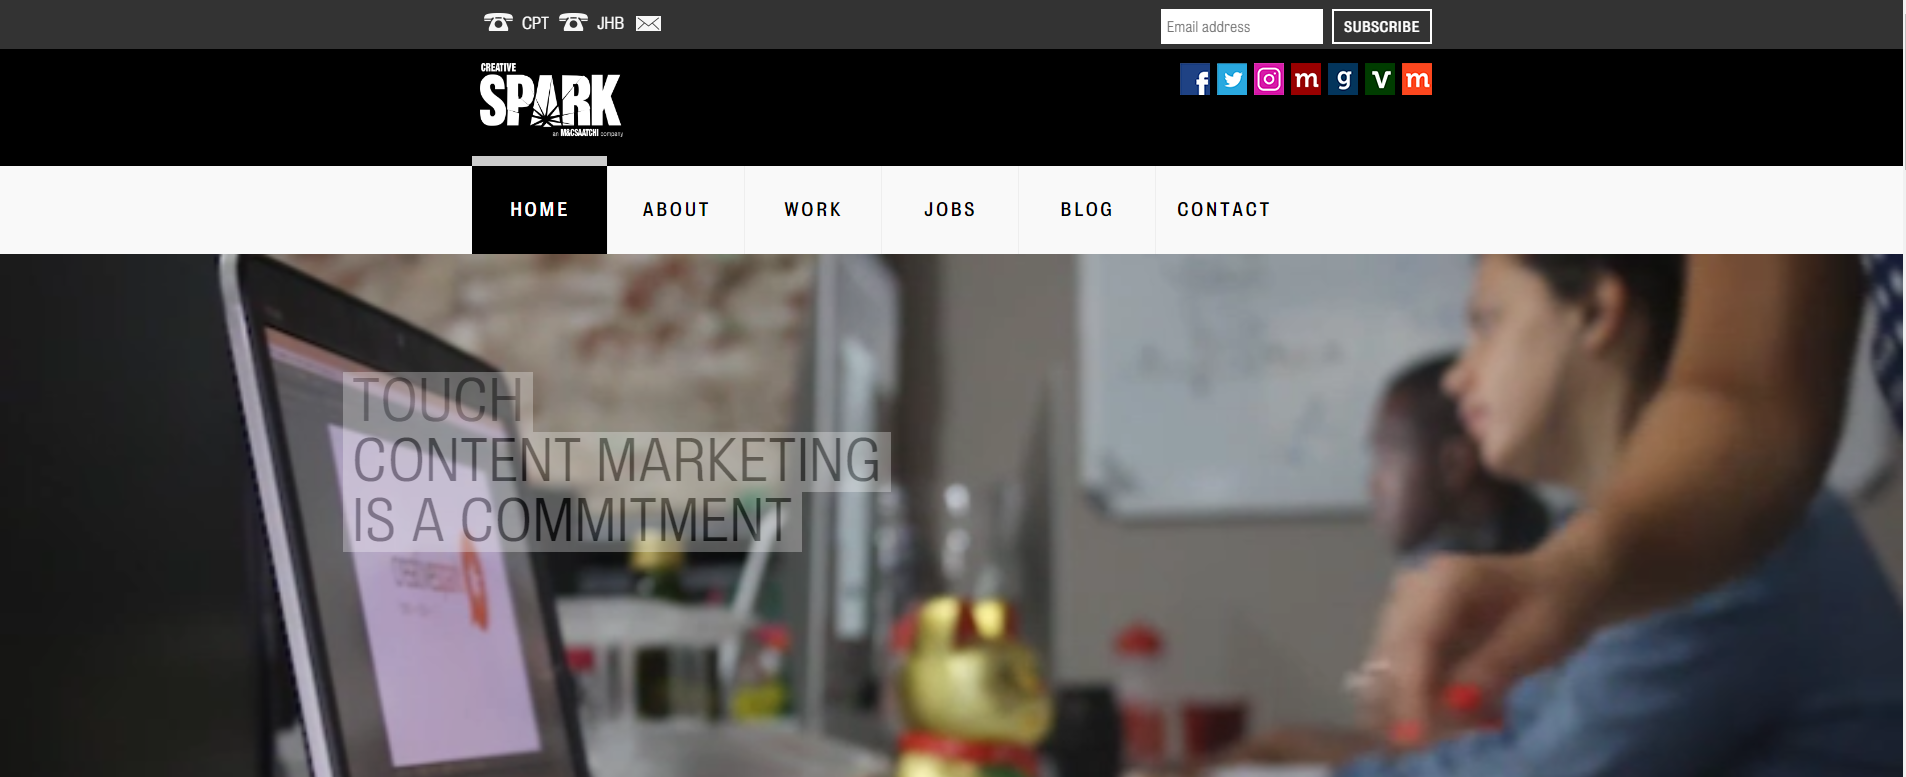 CPT JHB
Email address SUBSCRIBE
CREATIVE
SPARK
an M&CSAATCHI company
f m g v m
HOME ABOUT WORK JOBS BLOG CONTACT
TOUCH
CONTENT MARKETING
IS A COMMITMENT